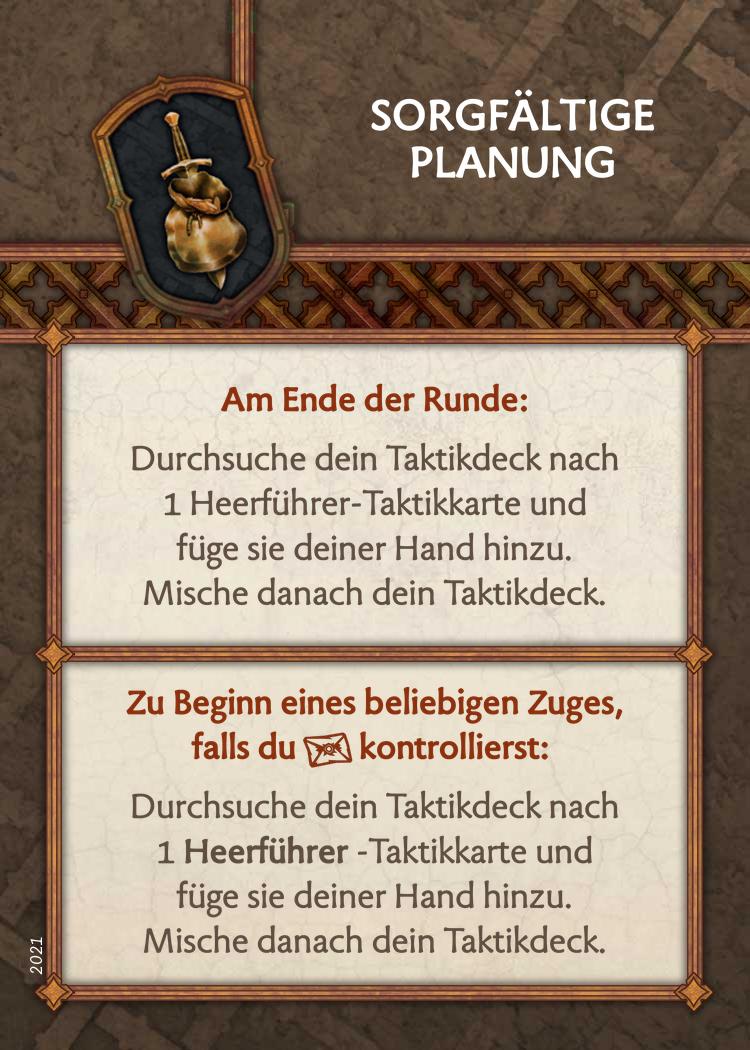 SORGFÄLTIGE
PLANUNG
Am Ende der Runde:
Durchsuche dein Taktikdeck nach
1 Heerführer-Taktikkarte und
füge sie deiner Hand hinzu.
Mische danach dein Taktikdeck.
Zu Beginn eines beliebigen Zuges,
falls du kontrollierst:
Durchsuche dein Taktikdeck nach
1 Heerführer -Taktikkarte und
füge sie deiner Hand hinzu.
Mische danach dein Taktikdeck.
2021